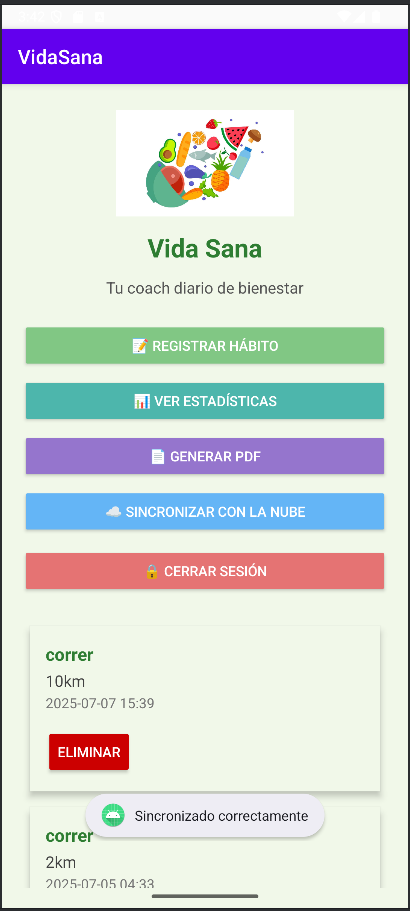 VidaSana
Vida Sana
Tu coach diario de bienestar
📝 REGISTRAR HÁBITO
📊 VER ESTADÍSTICAS
📄 GENERAR PDF
☁️ SINCRONIZAR CON LA NUBE
🔒 CERRAR SESIÓN
correr
10km
2025-07-07 15:39
ELIMINAR
Sincronizado correctamente
correr
2km
2025-07-05 04:33